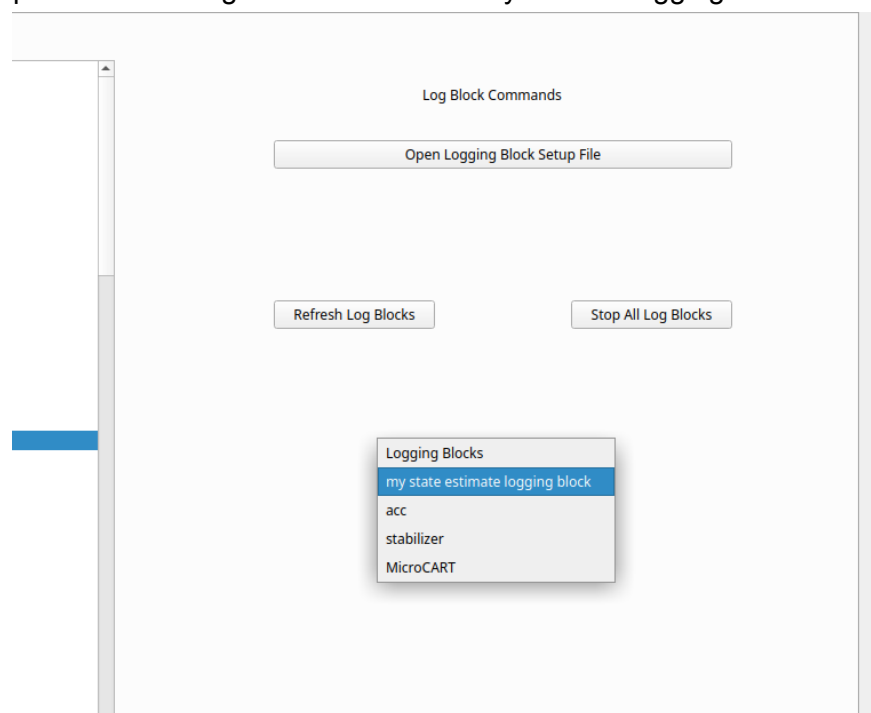 Log Block Commands
Open Logging Block Setup File
Refresh Log Blocks
Stop All Log Blocks
Logging Blocks
my state estimate logging block
acc
stabilizer
MicroCART